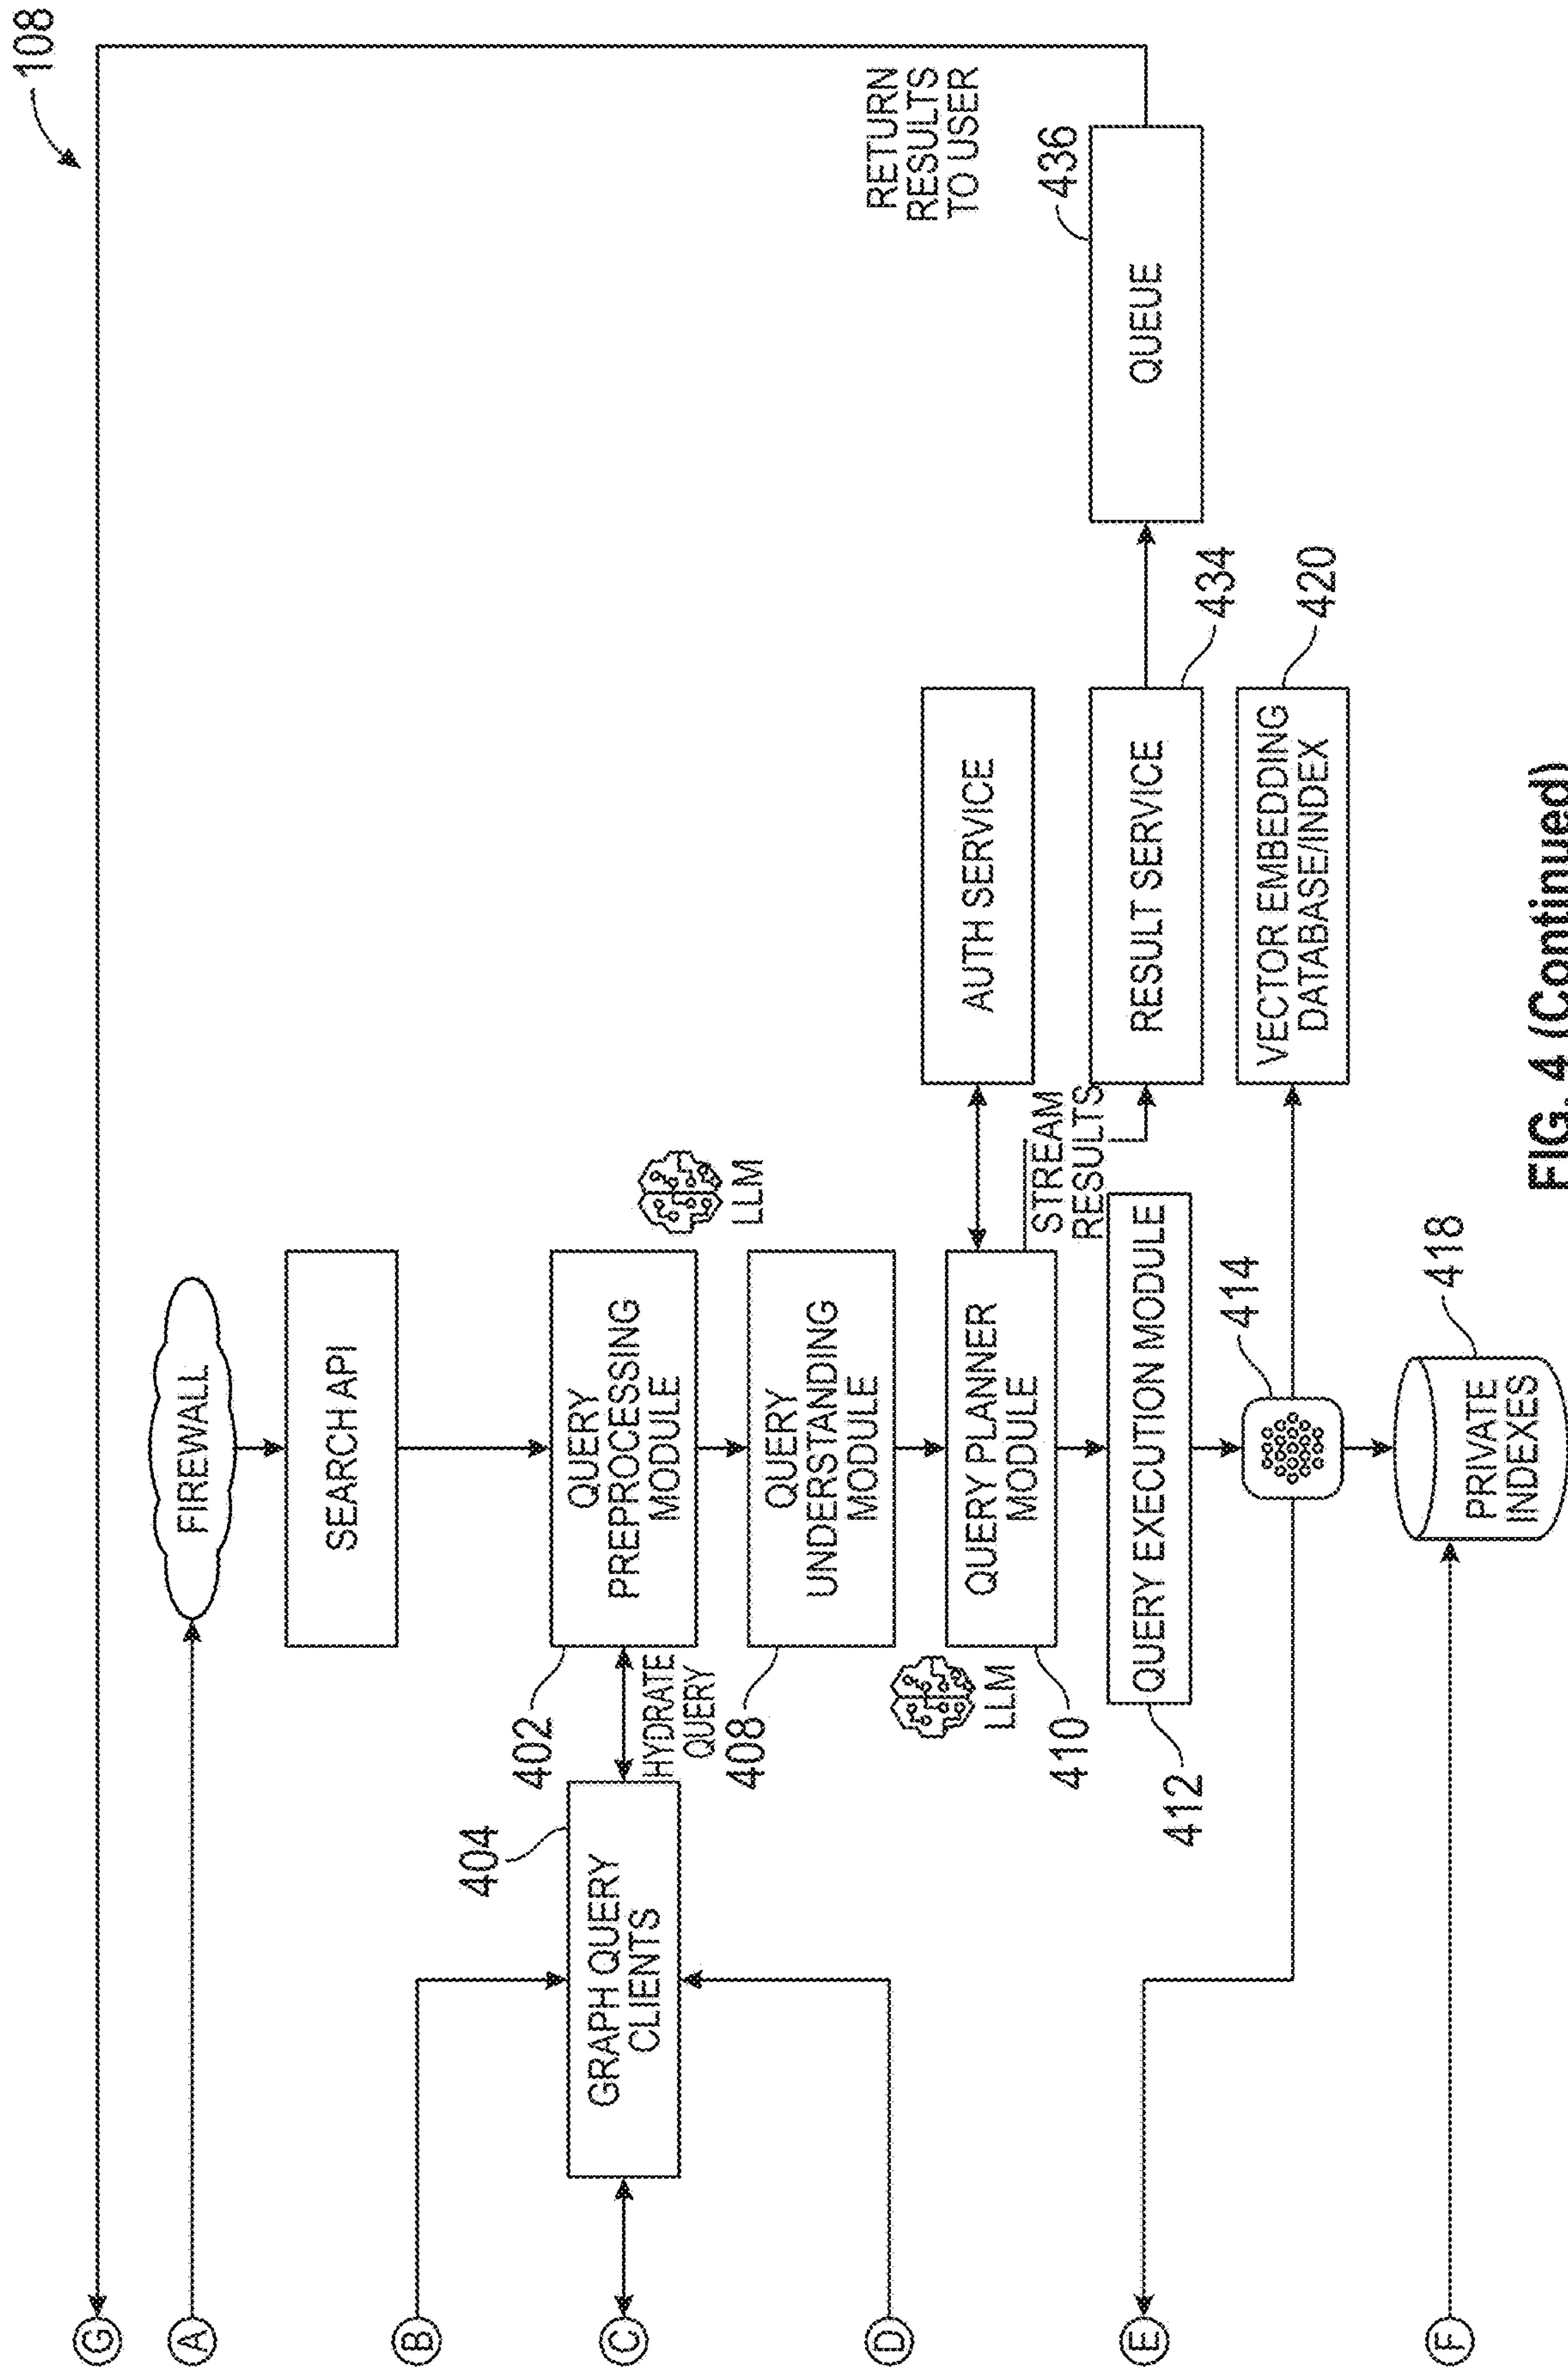 108
G
A
FIREWALL
SEARCH API
B
404
GRAPH QUERY
CLIENTS
C
HYDRATE
QUERY
402
QUERY
PREPROCESSING
MODULE
LLM
408
QUERY
UNDERSTANDING
MODULE
D
LLM
410
QUERY PLANNER
MODULE
AUTH SERVICE
STREAM
RESULTS
RETURN
RESULTS
TO USER
436
QUEUE
RESULT SERVICE
434
412
QUERY EXECUTION MODULE
E
414
VECTOR EMBEDDING
DATABASE/INDEX
420
F
418
PRIVATE
INDEXES
FIG. 4 (Continued)